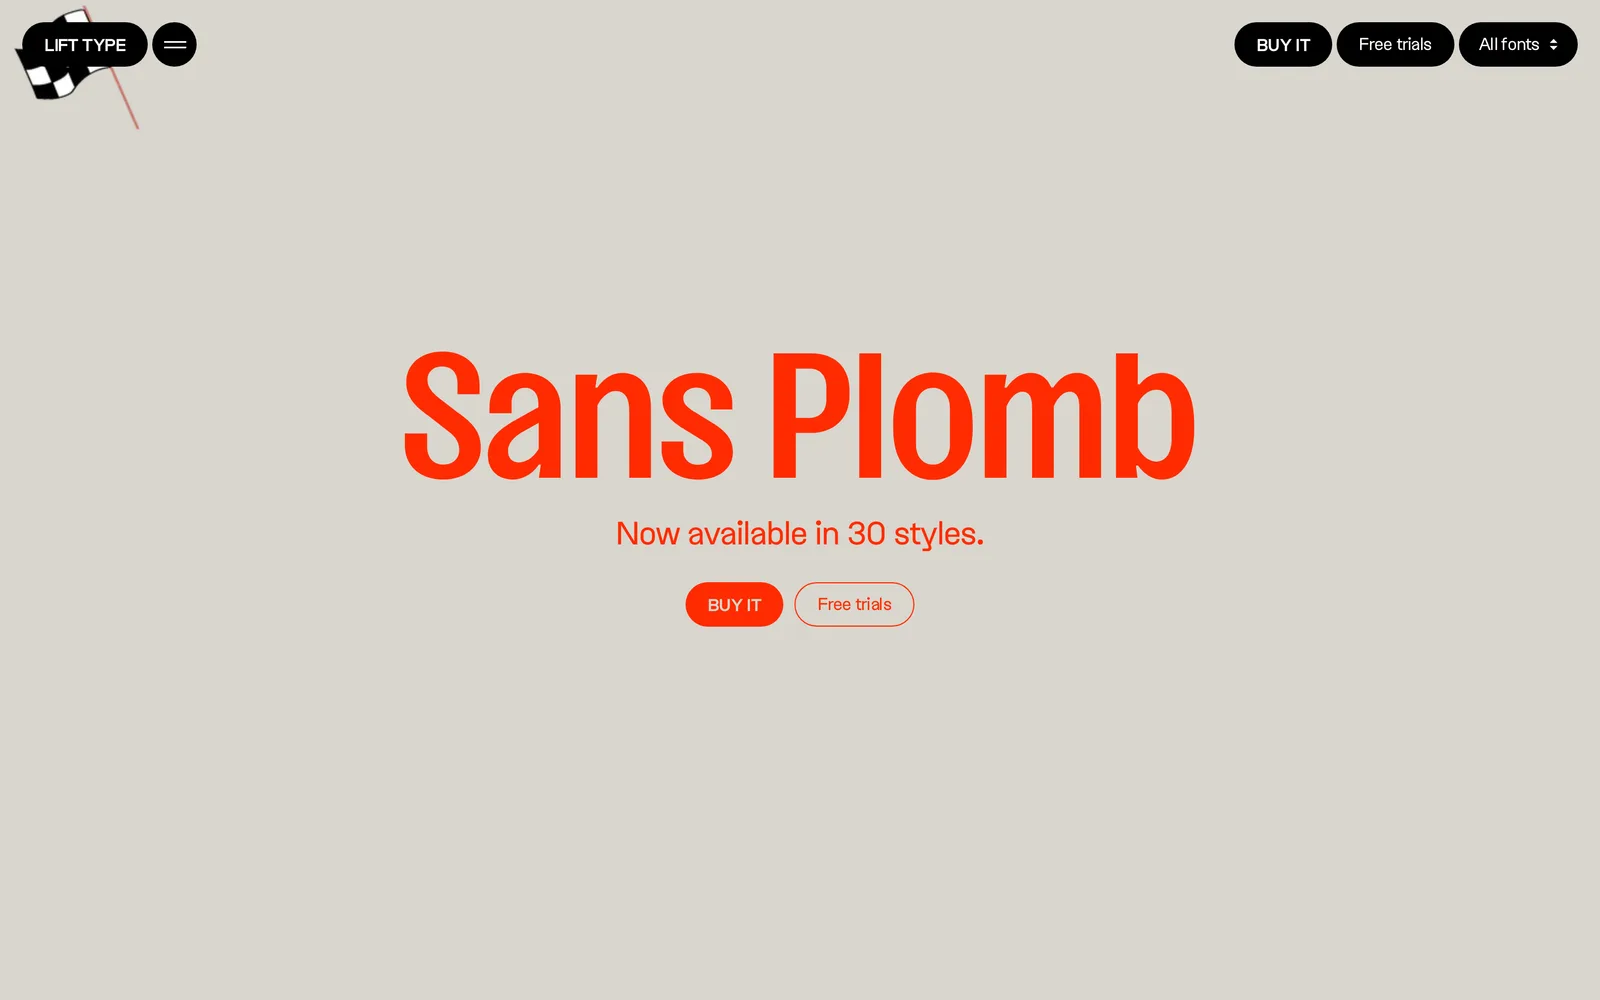 LIFT TYPE
BUY IT
Free trials
All fonts
Sans Plomb
Now available in 30 styles.
BUY IT
Free trials